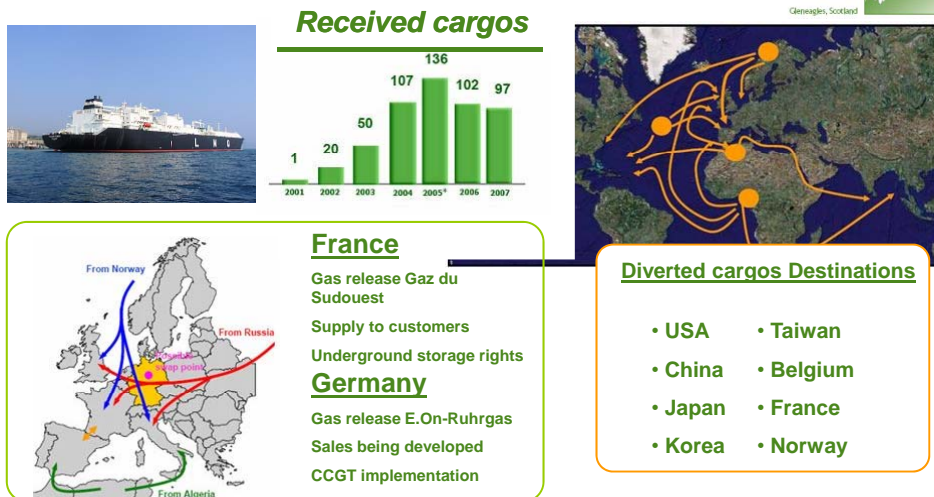 Gleneagles, Scotland
Received cargos
136
107
102
97
50
20
1
2001 2002 2003 2004 2005* 2006 2007
L N G
France
Gas release Gaz du
Sudouest
Supply to customers
Underground storage rights
Germany
Gas release E.On-Ruhrgas
Sales being developed
CCGT implementation
From Norway
From Russia
Possible
swap point
From Algeria
Diverted cargos Destinations
• USA
• China
• Japan
• Korea
• Taiwan
• Belgium
• France
• Norway